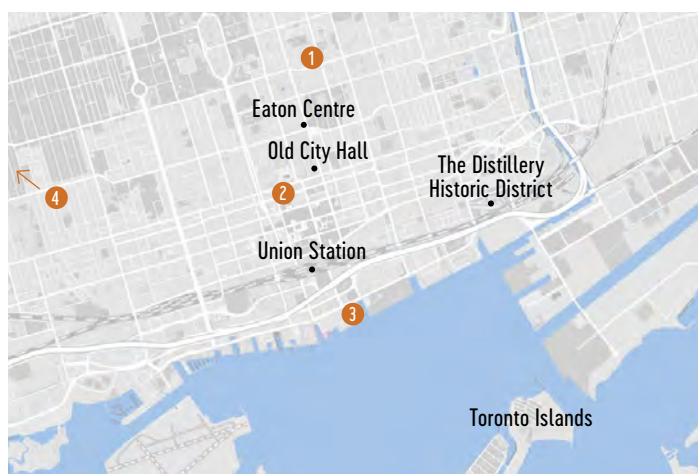 1
Eaton Centre
Old City Hall
The Distillery
Historic District
4
2
Union Station
3
Toronto Islands